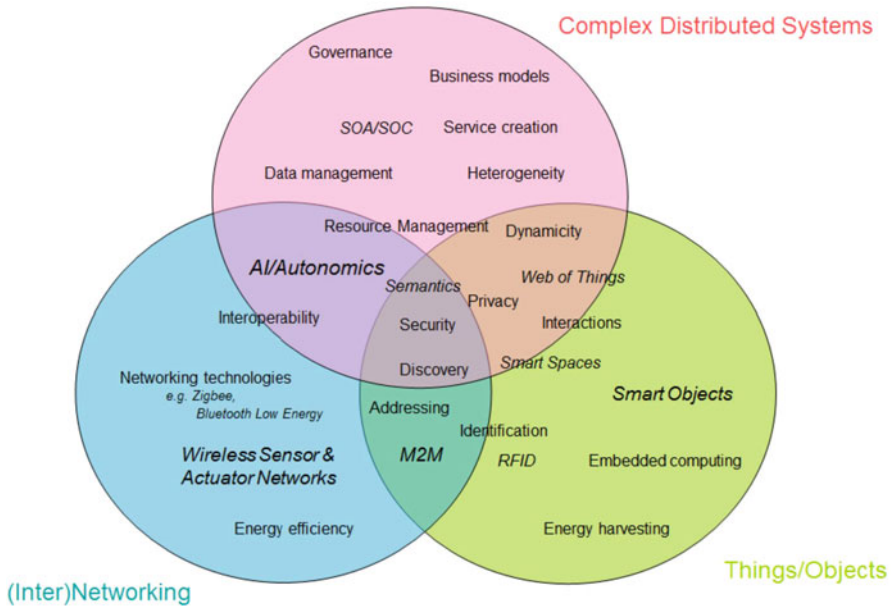 Complex Distributed Systems
Governance
Business models
SOA/SOC
Service creation
Data management
Heterogeneity
Resource Management
Dynamicity
AI/Autonomics
Semantics
Web of Things
Privacy
Interoperability
Security
Interactions
Discovery
Smart Spaces
Networking technologies
e.g. Zigbee,
Bluetooth Low Energy
Addressing
Smart Objects
Identification
Wireless Sensor &
Actuator Networks
M2M
RFID
Embedded computing
Energy efficiency
Energy harvesting
Things/Objects
(Inter)Networking